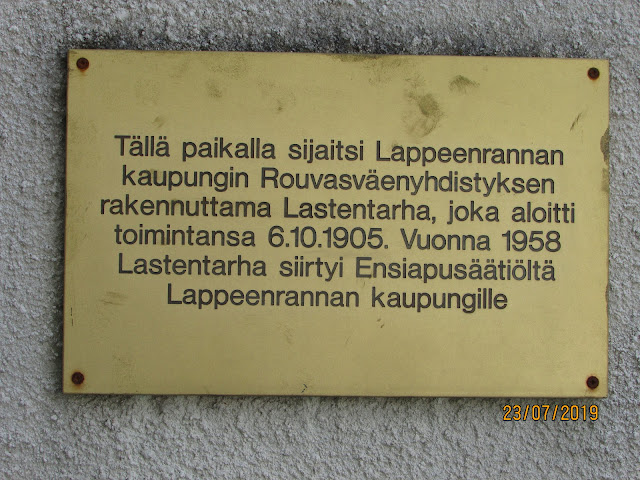 Tällä paikalla sijaitsi Lappeenrannan
kaupungin Rouvasväenyhdistyksen
rakennuttama Lastentarha, joka aloitti
toimintansa 6.10.1905. Vuonna 1958
Lastentarha siirtyi Ensiapusäätiöltä
Lappeenrannan kaupungille
23/07/2019